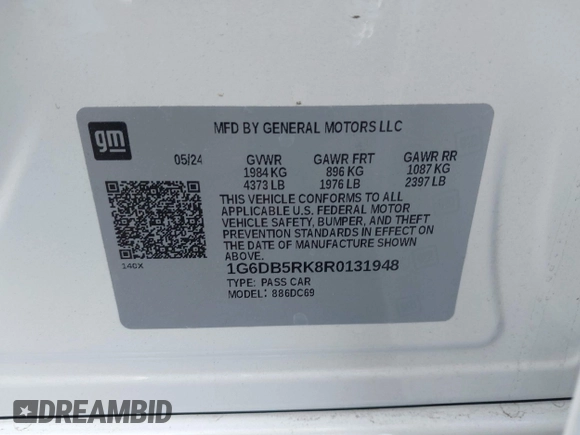 gm
MFD BY GENERAL MOTORS LLC
05/24 GVWR GAWR FRT GAWR RR
1984 KG 896 KG 1087 KG
4373 LB 1976 LB 2397 LB
THIS VEHICLE CONFORMS TO ALL
APPLICABLE U.S. FEDERAL MOTOR
VEHICLE SAFETY, BUMPER, AND THEFT
PREVENTION STANDARDS IN EFFECT ON
THE DATE OF MANUFACTURE SHOWN
ABOVE.
140X 1G6DB5RK8R0131948
TYPE: PASS CAR
MODEL: 886DC69
DREAMBID